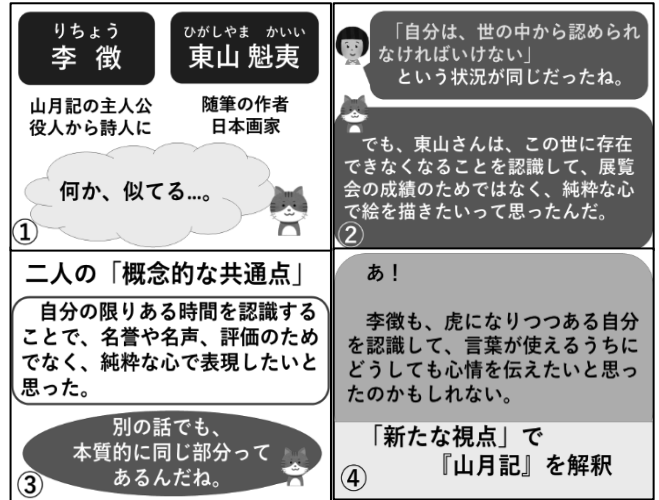 りちょう
李 徴
ひがしやま かいい
東山 魁夷
山月記の主人公
役人から詩人に
随筆の作者
日本画家
何か、似てる…。
①
「自分は、世の中から認められ
なければいけない」
という状況が同じだったね。
でも、東山さんは、この世に存在
できなくなることを認識して、展覧
会の成績のためではなく、純粋な心
で絵を描きたいって思ったんだ。
②
二人の「概念的な共通点」
自分の限りある時間を認識する
ことで、名誉や名声、評価のため
でなく、純粋な心で表現したいと
思った。
別の話でも、
本質的に同じ部分って
あるんだね。
③
あ！
李徴も、虎になりつつある自分
を認識して、言葉が使えるうちに
どうしても心情を伝えたいと思っ
たのかもしれない。
「新たな視点」で
『山月記』を解釈
④